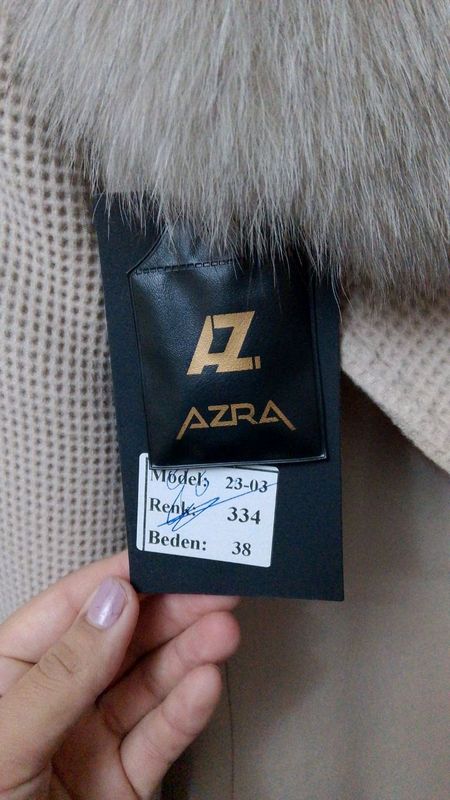 AZ.
AZRA
Model: 23-03
Renk: 334
Beden: 38